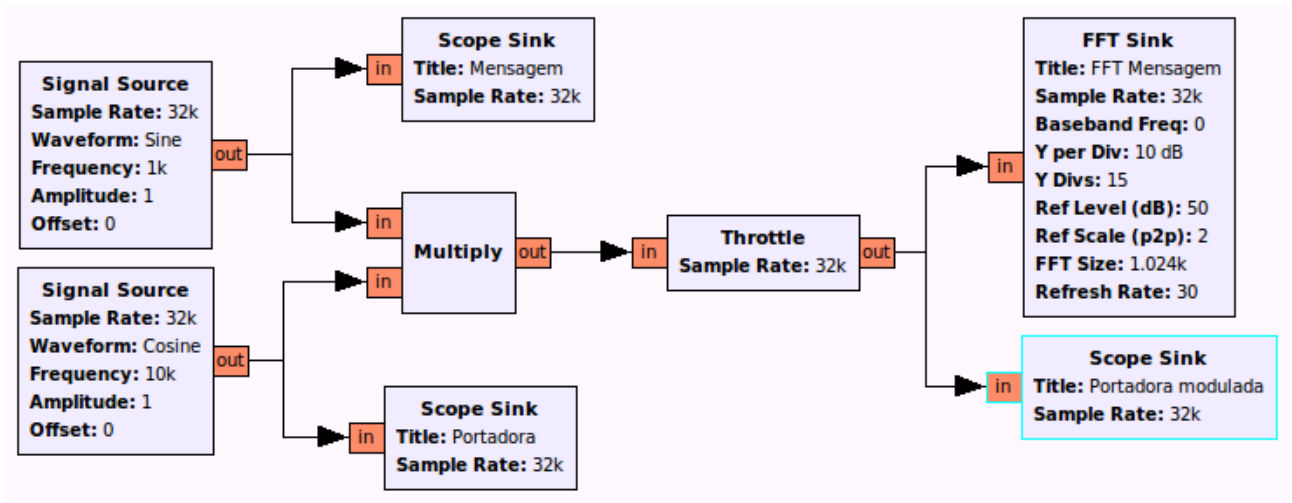 Signal Source
Sample Rate: 32k
Waveform: Sine
Frequency: 1k
Amplitude: 1
Offset: 0
out
in
Scope Sink
Title: Mensagem
Sample Rate: 32k
in
in
Multiply
out
Signal Source
Sample Rate: 32k
Waveform: Cosine
Frequency: 10k
Amplitude: 1
Offset: 0
out
in
Scope Sink
Title: Portadora
Sample Rate: 32k
in
Throttle
Sample Rate: 32k
out
in
FFT Sink
Title: FFT Mensagem
Sample Rate: 32k
Baseband Freq: 0
Y per Div: 10 dB
Y Divs: 15
Ref Level (dB): 50
Ref Scale (p2p): 2
FFT Size: 1.024k
Refresh Rate: 30
in
Scope Sink
Title: Portadora modulada
Sample Rate: 32k